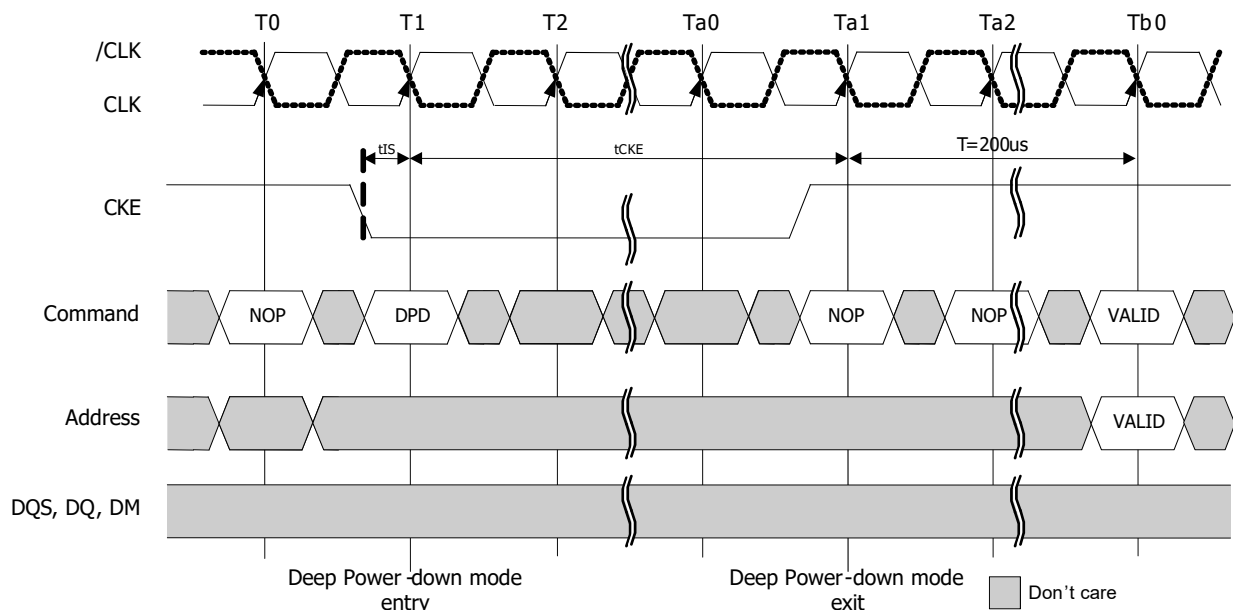 T0 T1 T2 Ta0 Ta1 Ta2 Tb0
/CLK
CLK
tIS tCKE T=200us
CKE
Command NOP DPD NOP NOP VALID
Address VALID
DQS, DQ, DM
Deep Power-down mode entry
Deep Power-down mode exit
Don't care